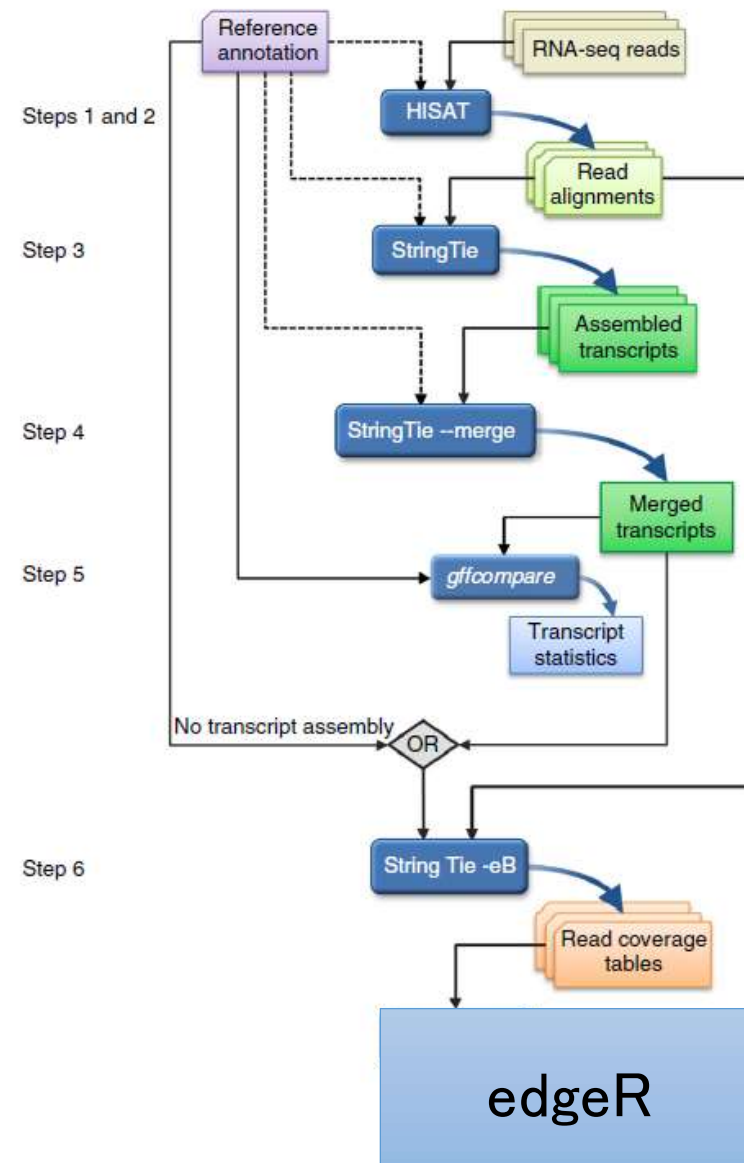 Reference
annotation
RNA-seq reads
Steps 1 and 2
HISAT
Read
alignments
Step 3
StringTie
Assembled
transcripts
Step 4
StringTie --merge
Merged
transcripts
Step 5
gffcompare
Transcript
statistics
No transcript assembly
OR
Step 6
String Tie -eB
Read coverage
tables
edgeR